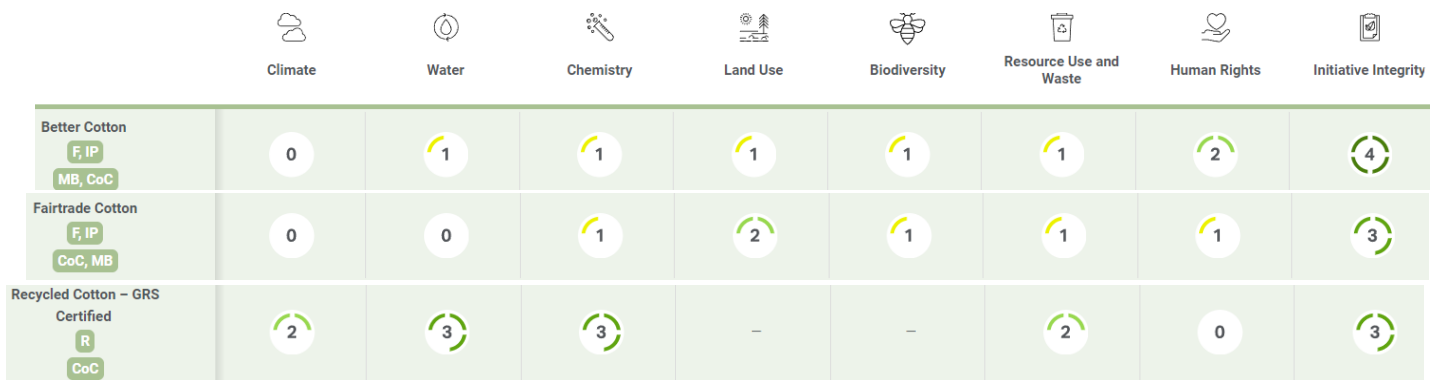 Climate
Water
Chemistry
Land Use
Biodiversity
Resource Use and
Waste
Human Rights
Initiative Integrity
Better Cotton
F, IP
MB, CoC
0
1
1
1
1
1
2
4
Fairtrade Cotton
F, IP
CoC, MB
0
0
1
2
1
1
1
3
Recycled Cotton – GRS
Certified
R
CoC
2
3
3
–
–
2
0
3